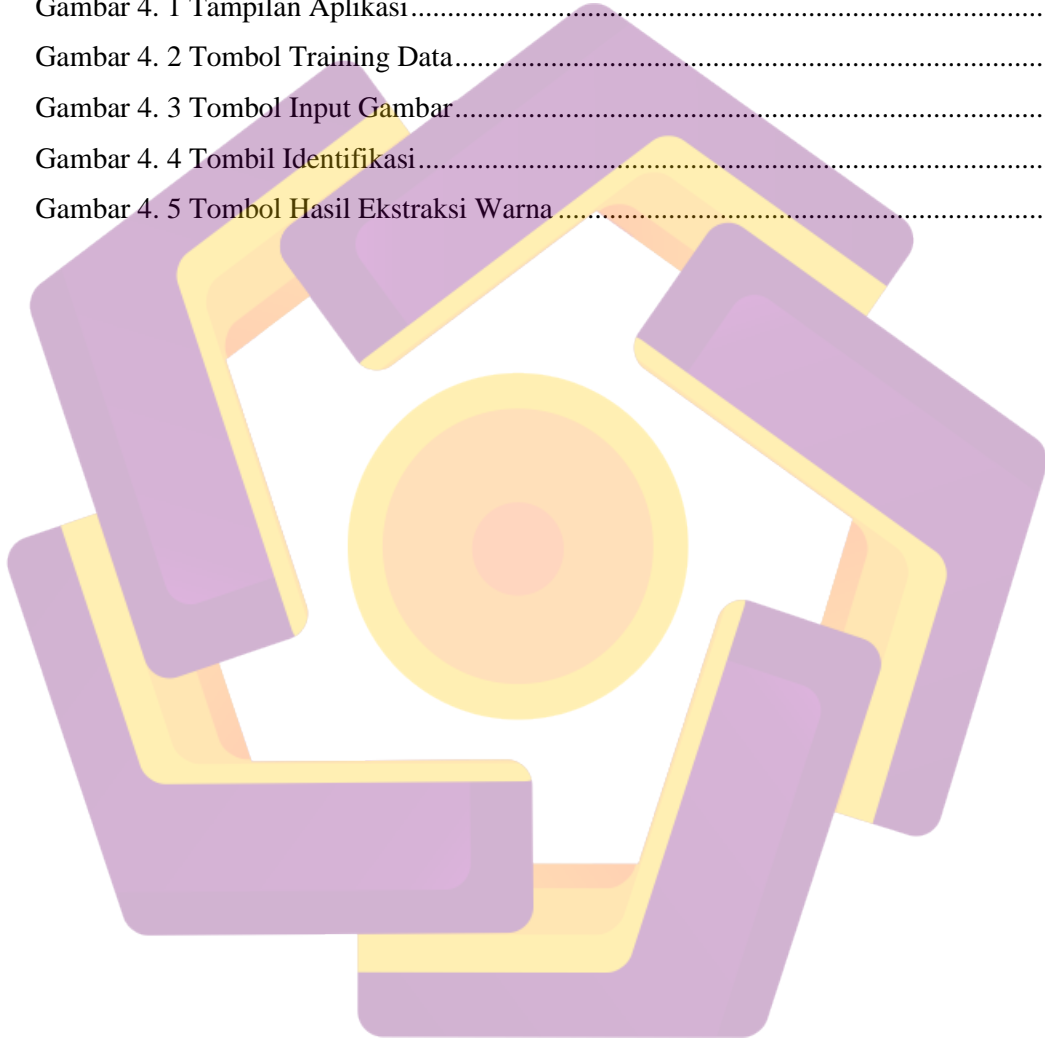 Gambar 4. 1 Tampilan Aplikasi.......................................................................................
Gambar 4. 2 Tombol Training Data.................................................................................
Gambar 4. 3 Tombol Input Gambar.................................................................................
Gambar 4. 4 Tombil Identifikasi......................................................................................
Gambar 4. 5 Tombol Hasil Ekstraksi Warna...................................................................